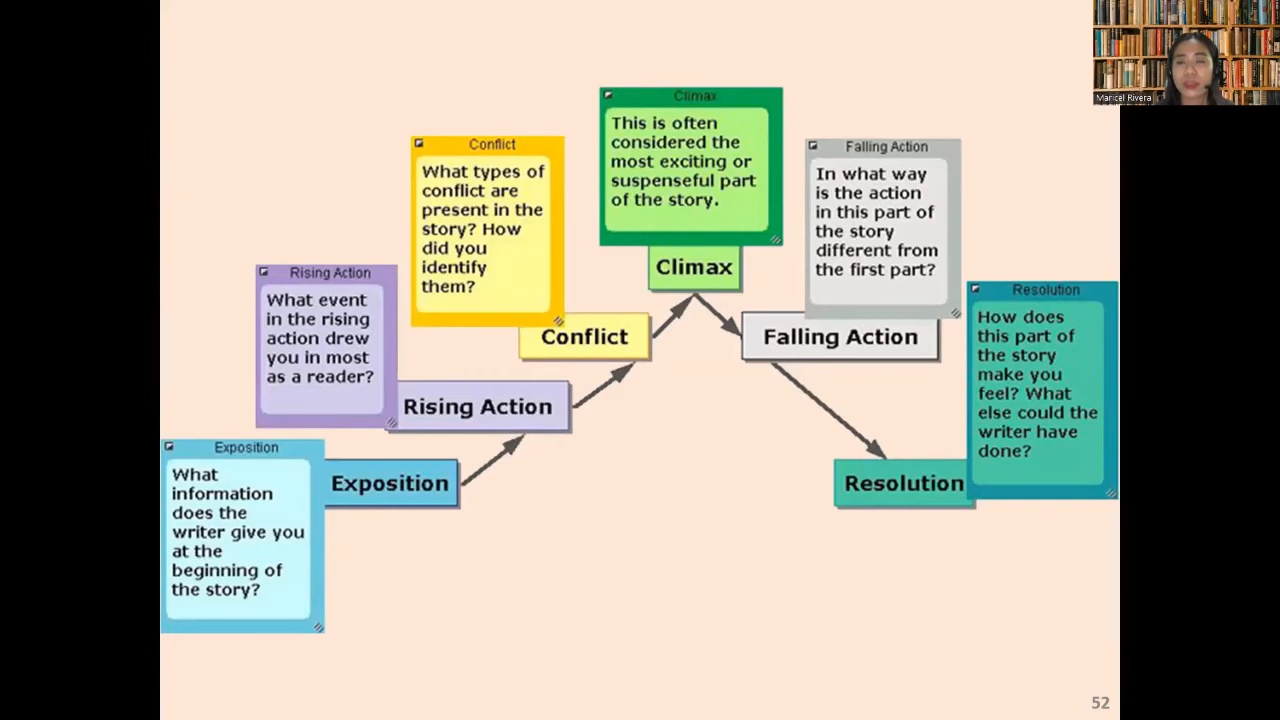 Maricel Rivera
Climax
This is often
considered the
most exciting or
suspenseful part
of the story.
Climax
Conflict
What types of
conflict are
present in the
story? How
did you
identify
them?
Conflict
Falling Action
In what way
is the action
in this part of
the story
different from
the first part?
Falling Action
Rising Action
What event
in the rising
action drew
you in most
as a reader?
Rising Action
Resolution
How does
this part of
the story
make you
feel? What
else could the
writer have
done?
Resolution
Exposition
What
information
does the
writer give you
at the
beginning of
the story?
Exposition
52